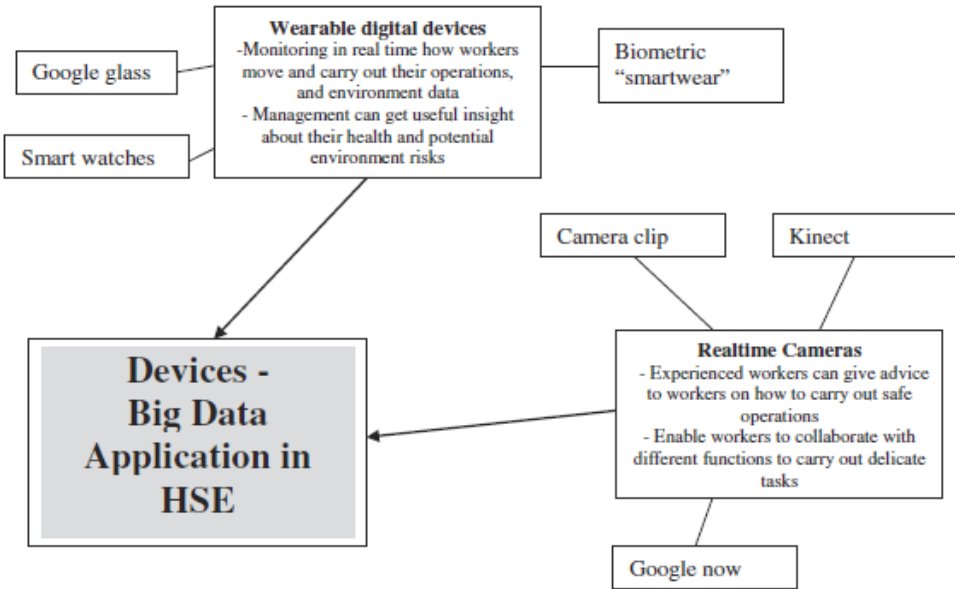 Wearable digital devices
-Monitoring in real time how workers
move and carry out their operations,
and environment data
- Management can get useful insight
about their health and potential
environment risks
Google glass
Smart watches
Biometric
“smartwear”
Camera clip
Kinect
Realtime Cameras
- Experienced workers can give advice
to workers on how to carry out safe
operations
- Enable workers to collaborate with
different functions to carry out delicate
tasks
Google now
Devices -
Big Data
Application in
HSE